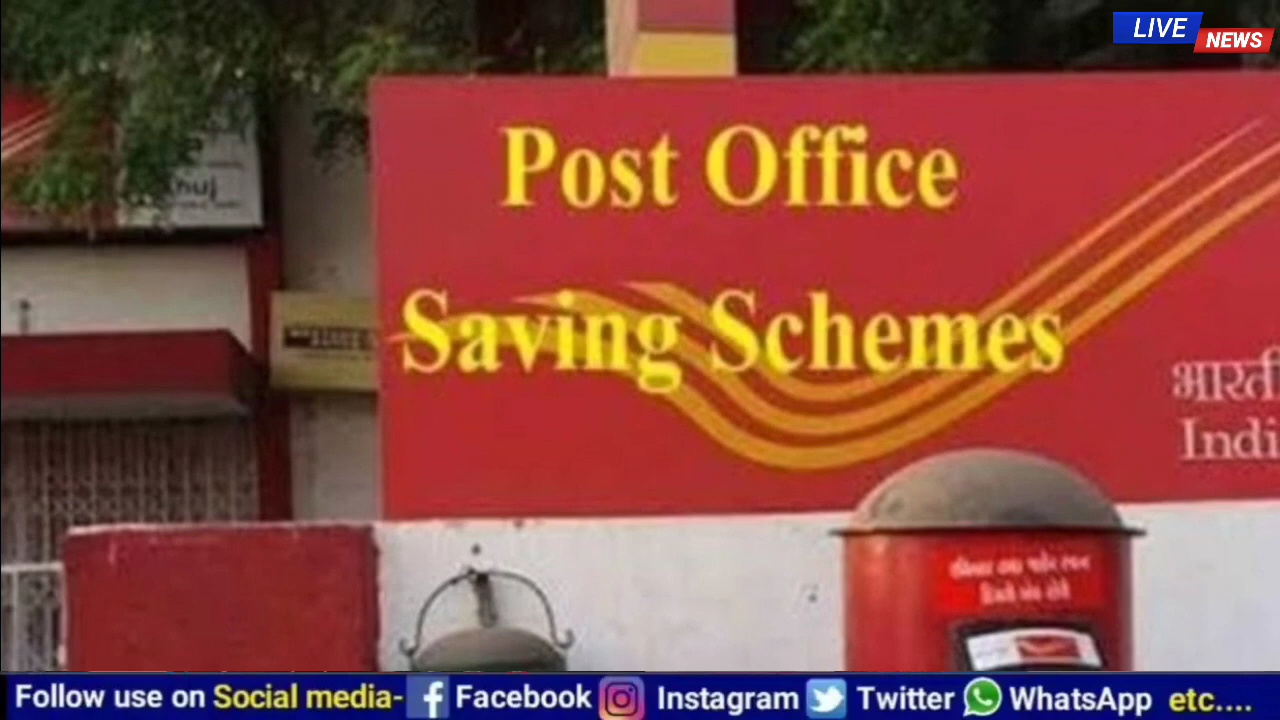 LIVE
NEWS
Post Office
Saving Schemes
भारती
Indi
Follow use on Social media- Facebook Instagram Twitter WhatsApp etc....